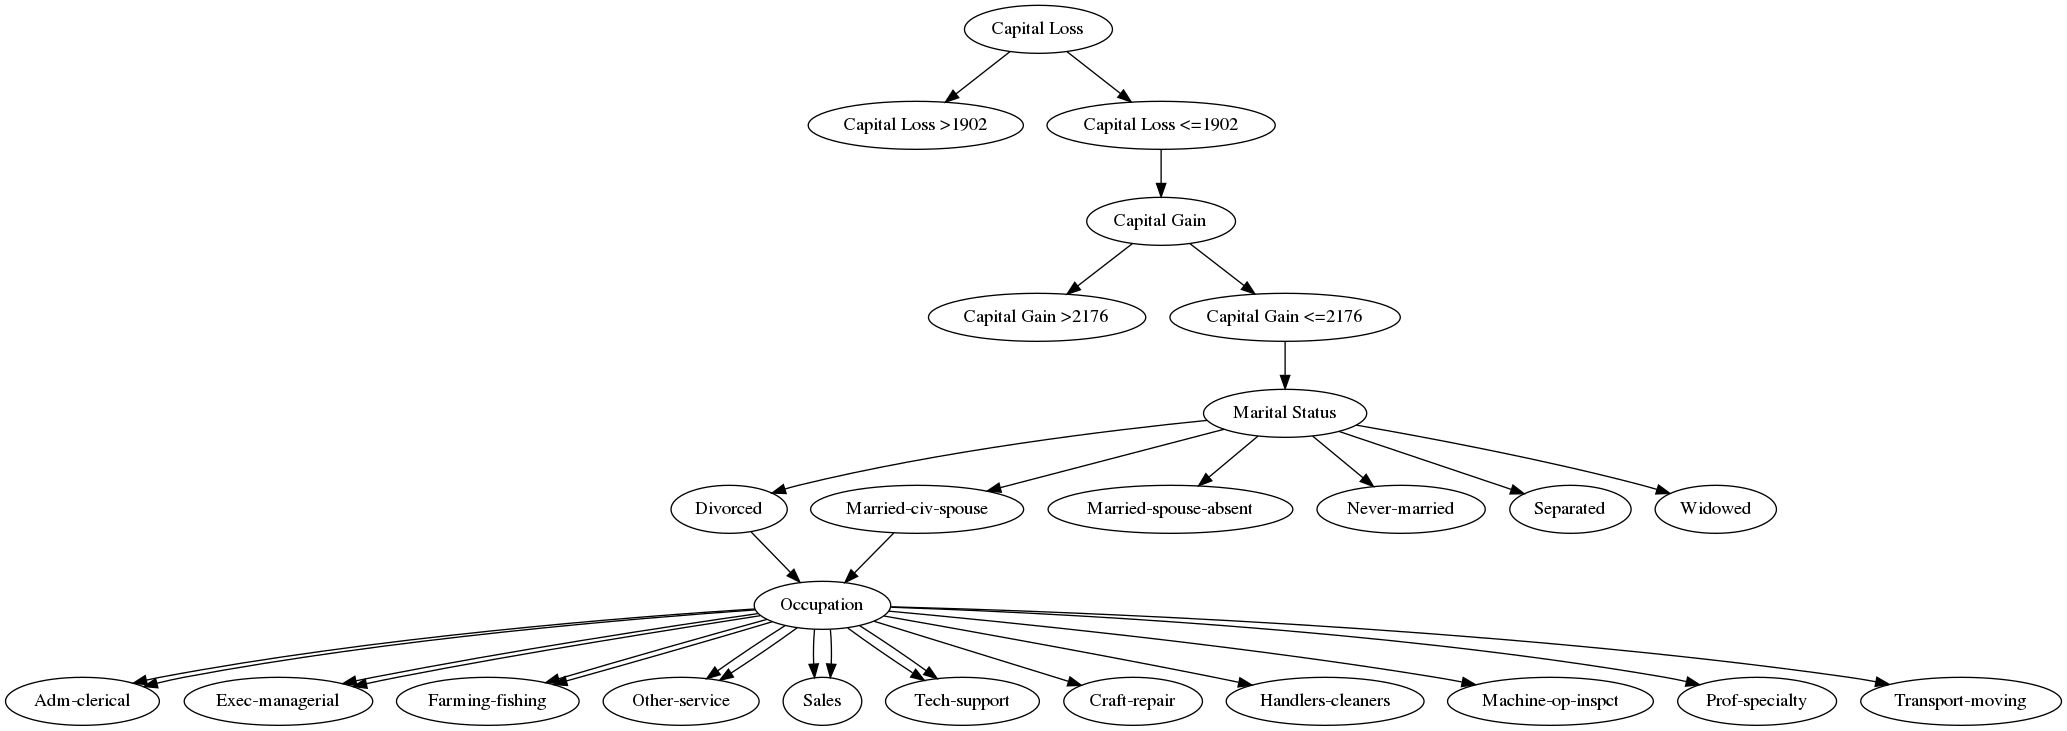 Capital Loss
Capital Loss >1902
Capital Loss <=1902
Capital Gain
Capital Gain >2176
Capital Gain <=2176
Marital Status
Divorced
Married-civ-spouse
Married-spouse-absent
Never-married
Separated
Widowed
Occupation
Adm-clerical
Exec-managerial
Farming-fishing
Other-service
Sales
Tech-support
Craft-repair
Handlers-cleaners
Machine-op-inspct
Prof-specialty
Transport-moving